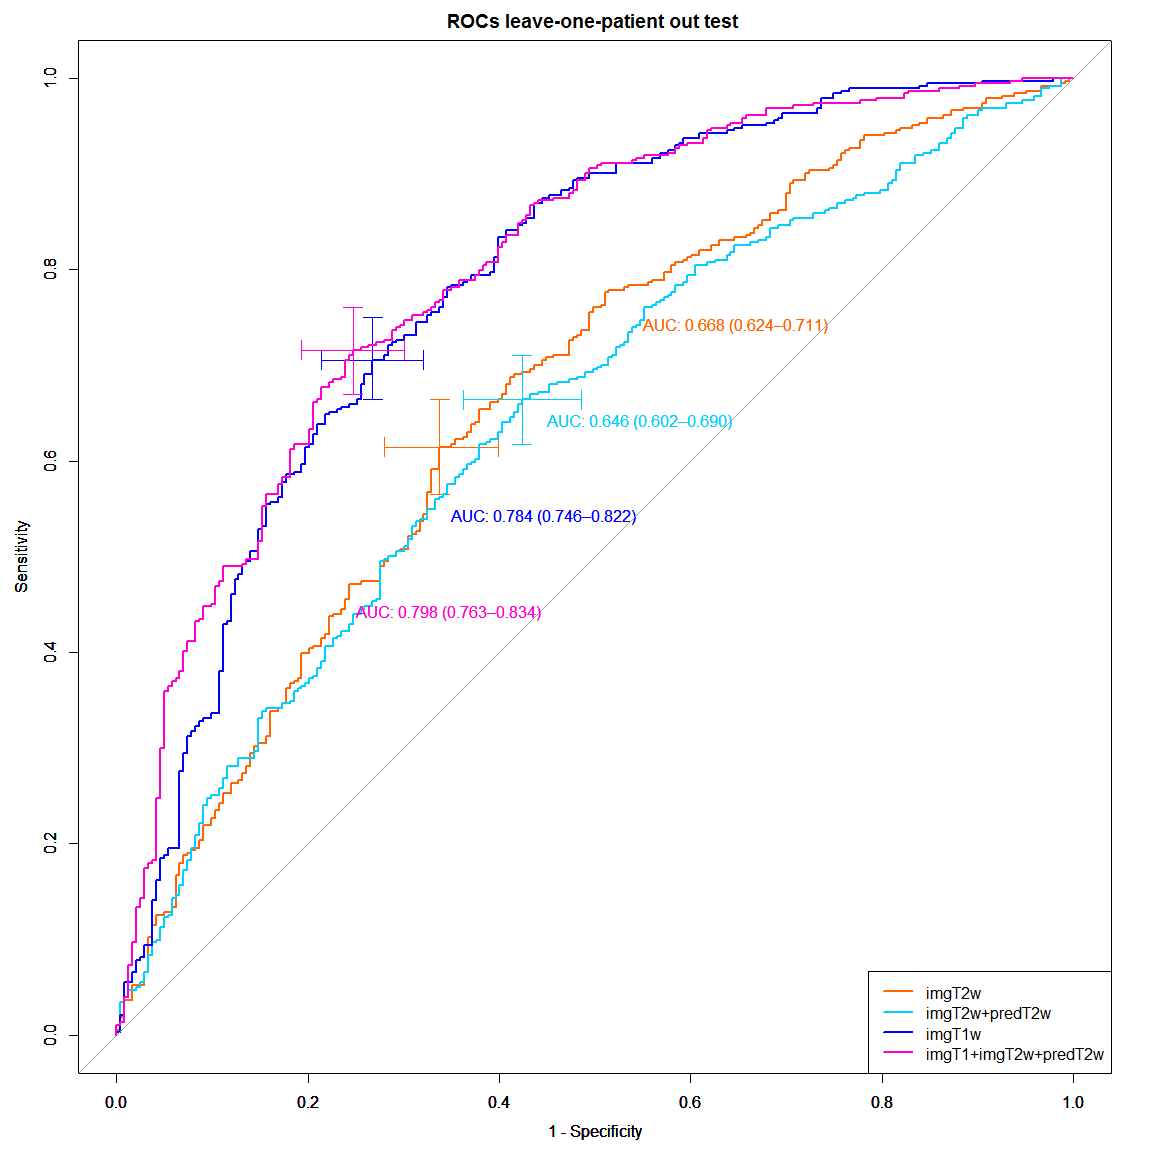 ROCs leave-one-patient out test
1.0
0.8
0.6
0.4
0.2
0.0
Sensitivity
AUC: 0.668 (0.624–0.711)
AUC: 0.646 (0.602–0.690)
AUC: 0.784 (0.746–0.822)
AUC: 0.798 (0.763–0.834)
imgT2w
imgT2w+predT2w
imgT1w
imgT1+imgT2w+predT2w
0.0 0.2 0.4 0.6 0.8 1.0
1 - Specificity